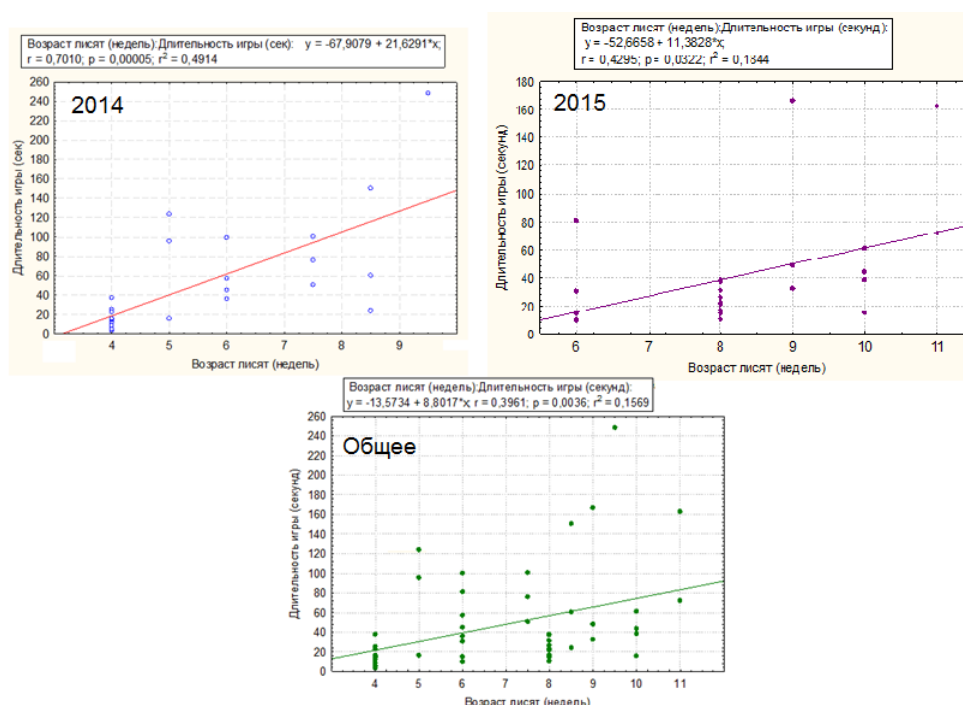 Возраст лисят (недель):Длительность игры (сек): y = -67,9079 + 21,6291*x;
r = 0,7010; p = 0,00005; r² = 0,4914
2014
Длительность игры (сек)
260
240
220
200
180
160
140
120
100
80
60
40
20
0
4 5 6 7 8 9
Возраст лисят (недель)
Возраст лисят (недель):Длительность игры (секунд):
y = -52,6658 + 11,3828*x;
r = 0,4295; p = 0,0322; r² = 0,1844
2015
Длительность игры (секунд)
180
160
140
120
100
80
60
40
20
0
6 7 8 9 10 11
Возраст лисят (недель)
Возраст лисят (недель):Длительность игры (секунд):
y = -13,5734 + 8,8017*x; r = 0,3961; p = 0,0036; r² = 0,1569
Общее
Длительность игры (секунд)
260
240
220
200
180
160
140
120
100
80
60
40
20
0
4 5 6 7 8 9 10 11
Возраст лисят (недель)